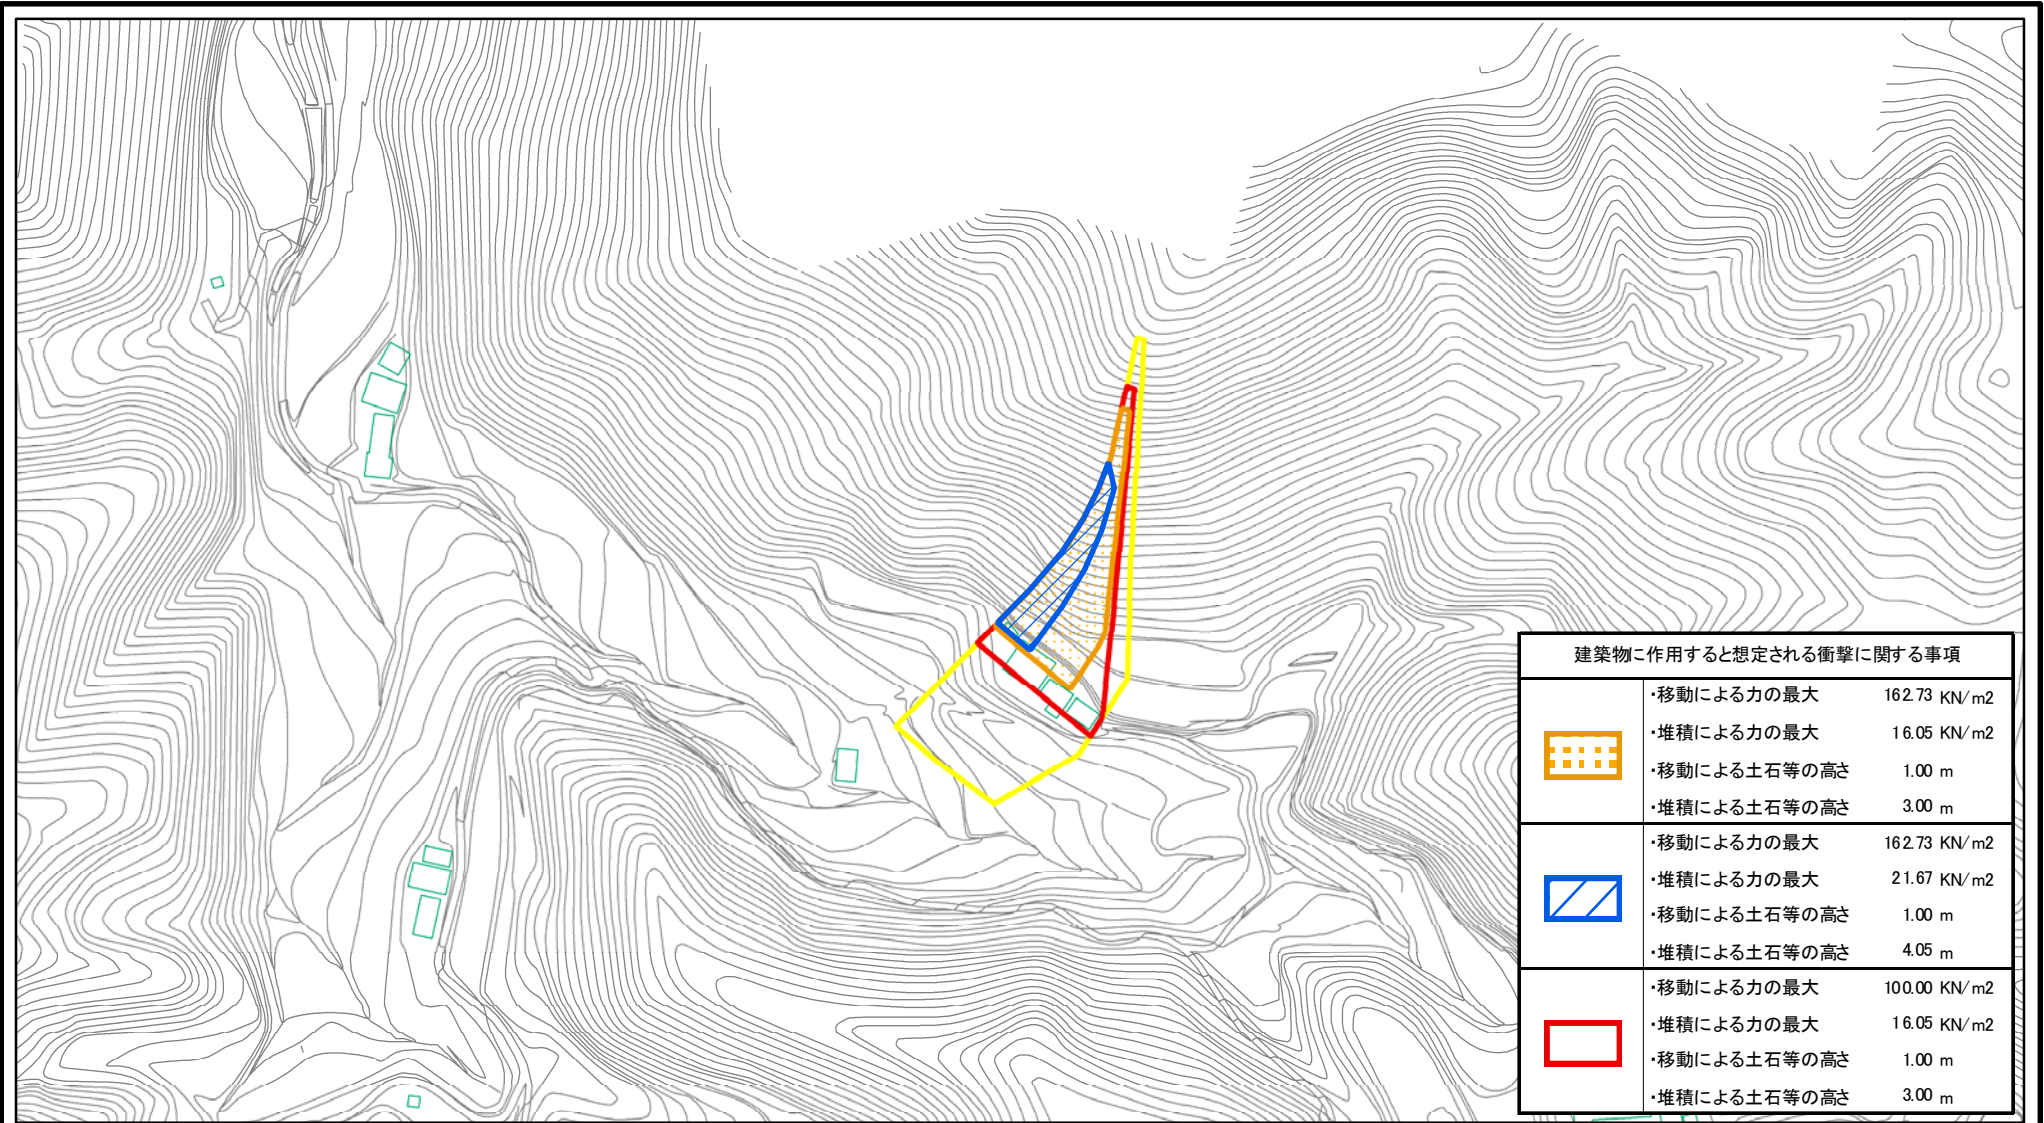 建築物に作用すると想定される衝撃に関する事項
・移動による力の最大 162.73 KN/m2
・堆積による力の最大 16.05 KN/m2
・移動による土石等の高さ 1.00 m
・堆積による土石等の高さ 3.00 m
・移動による力の最大 162.73 KN/m2
・堆積による力の最大 21.67 KN/m2
・移動による土石等の高さ 1.00 m
・堆積による土石等の高さ 4.05 m
・移動による力の最大 100.00 KN/m2
・堆積による力の最大 16.05 KN/m2
・移動による土石等の高さ 1.00 m
・堆積による土石等の高さ 3.00 m